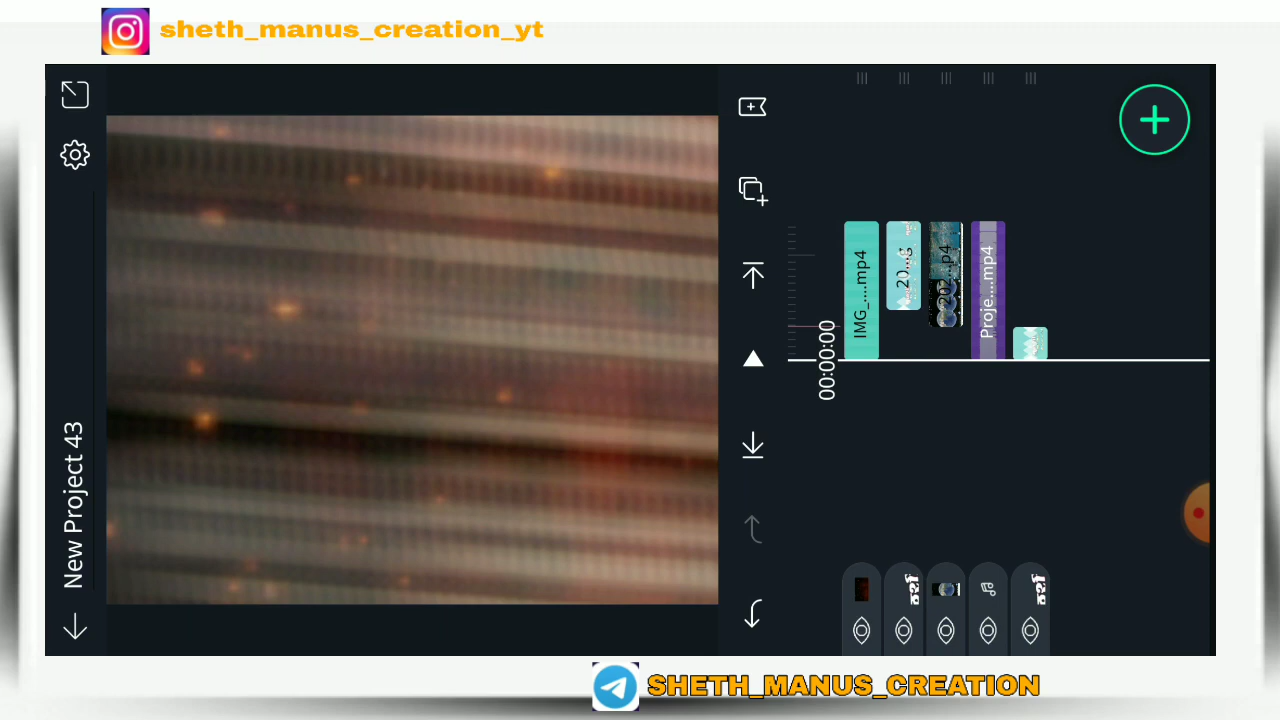 sheth_manus_creation_yt
New Project 43
00:00:00
IMG_....mp4
20...g
202...p4
Proje....mp4
SHETH_MANUS_CREATION